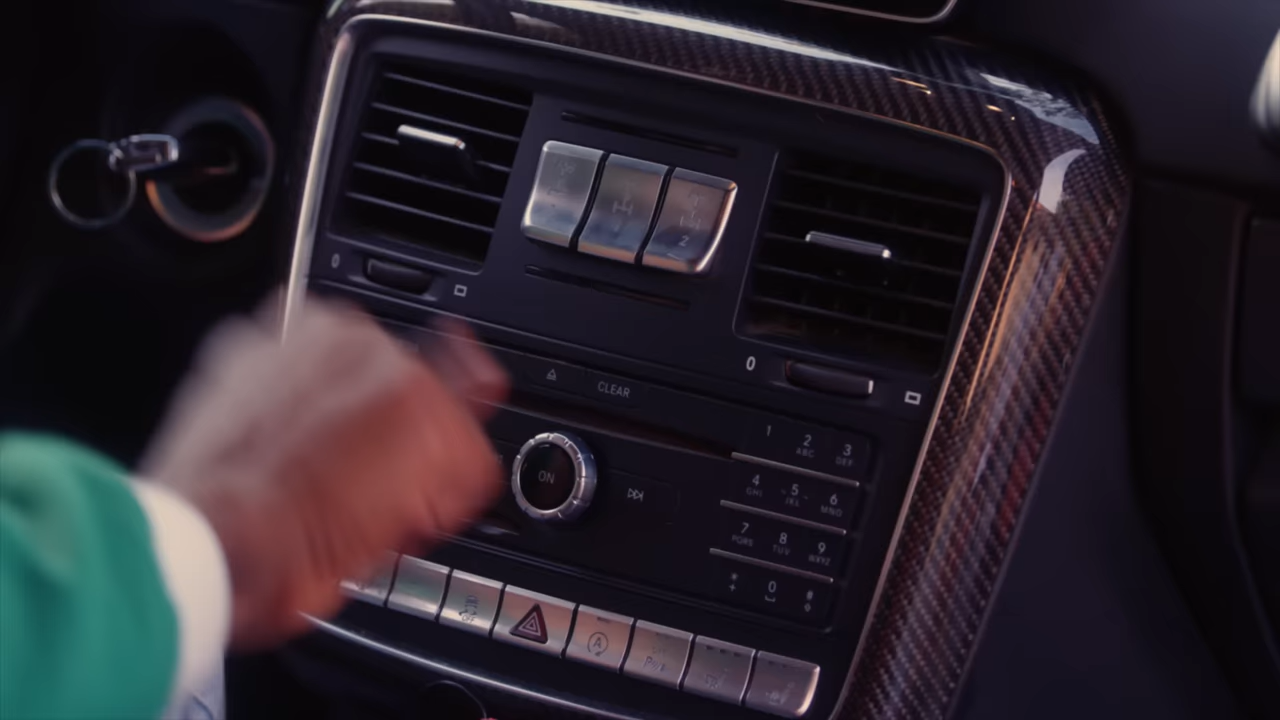 0
0
CLEAR
ON
1 2 3
ABC DEF
4 5 6
GHI JKL MNO
7 8 9
PQRS TUV WXYZ
* 0 #
A
OFF